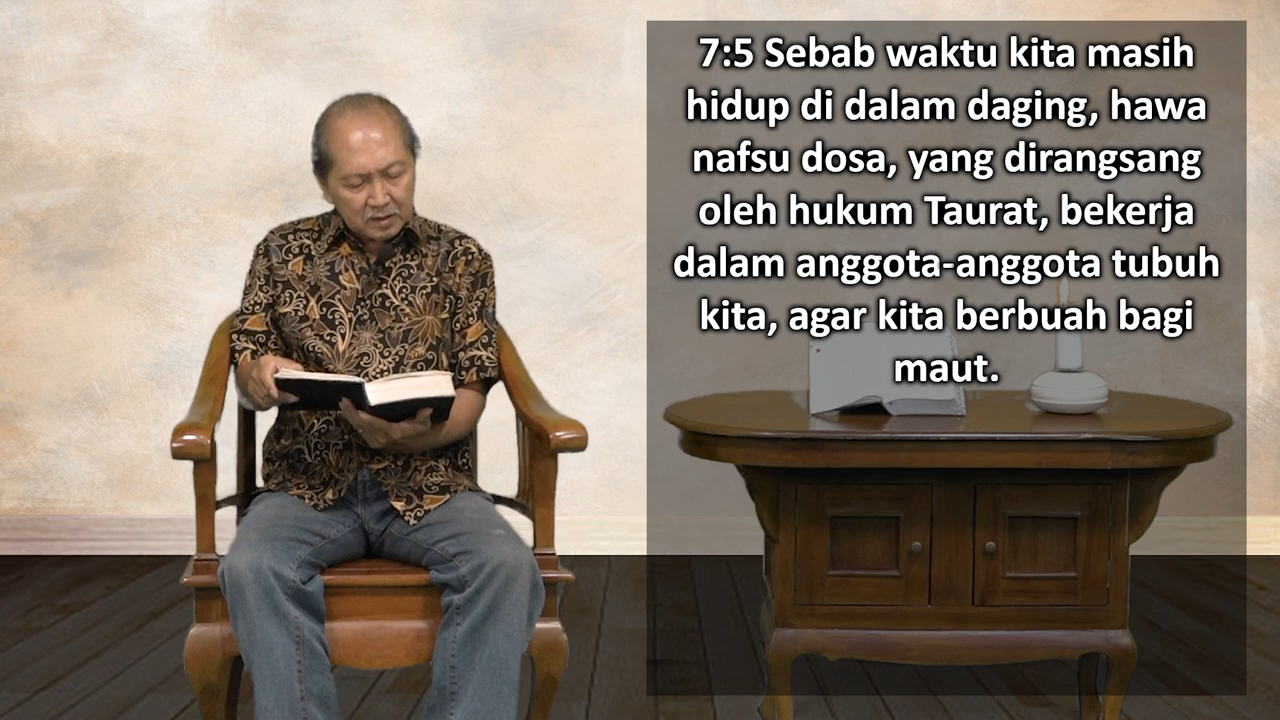 7:5 Sebab waktu kita masih
hidup di dalam daging, hawa
nafsu dosa, yang dirangsang
oleh hukum Taurat, bekerja
dalam anggota-anggota tubuh
kita, agar kita berbuah bagi
maut.